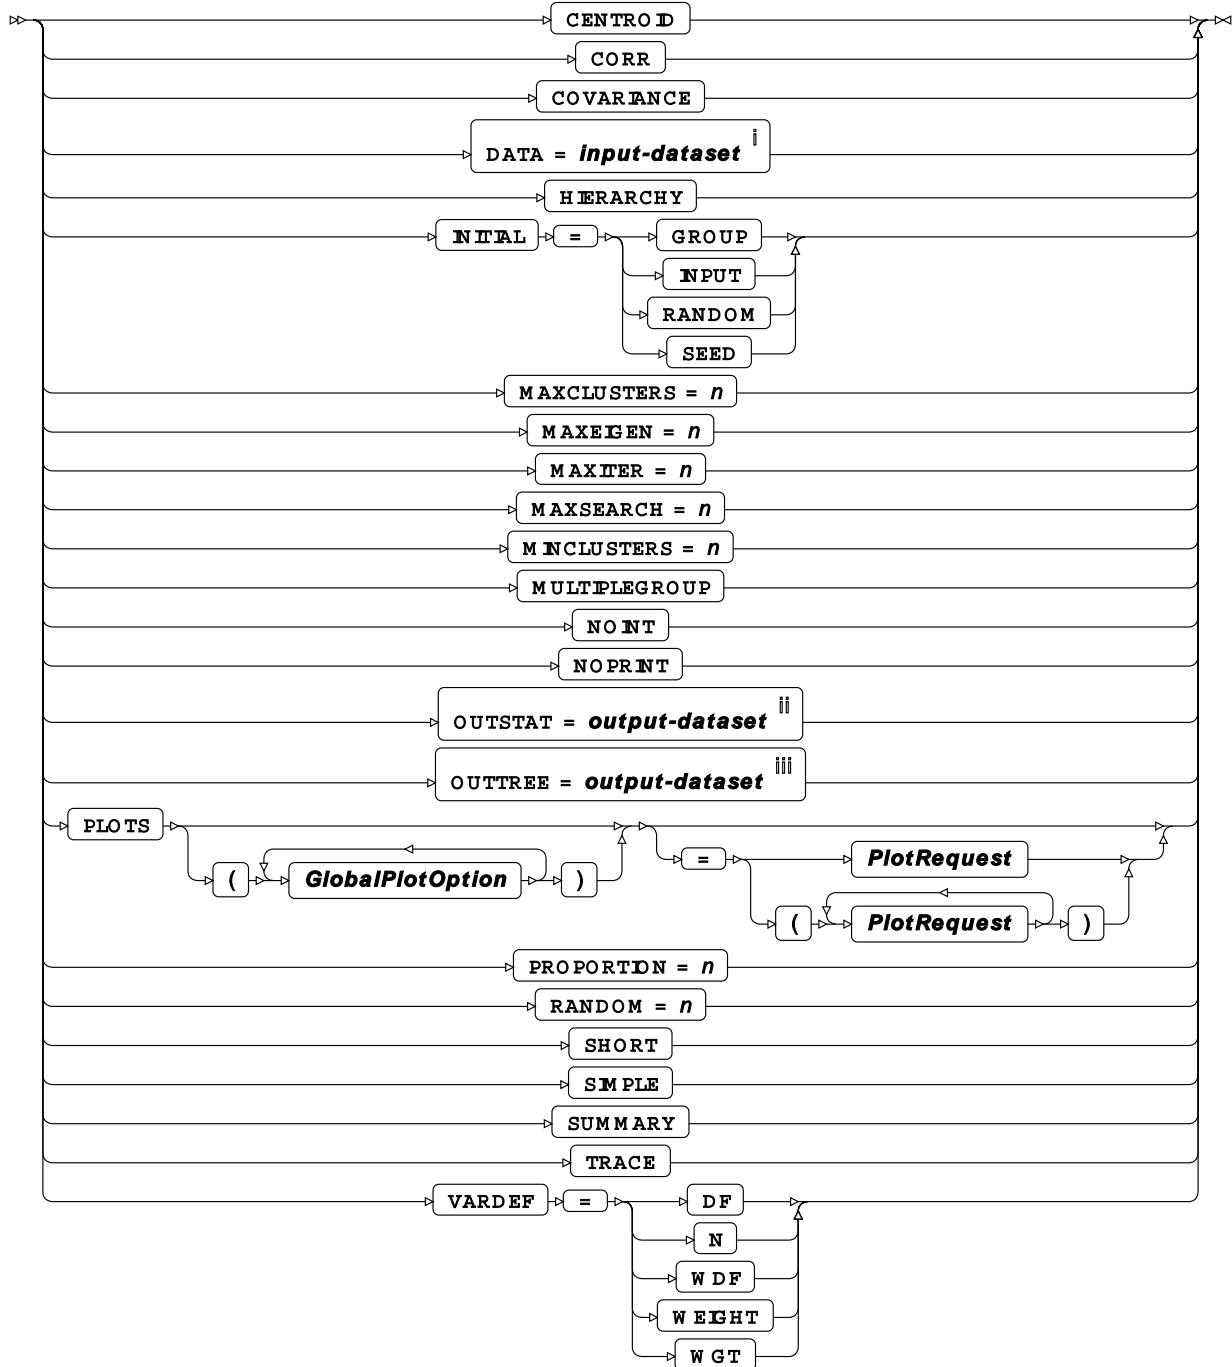 CENTROID
CORR
COVARIANCE
DATA = input-dataset i
HIERARCHY
INITIAL = GROUP
INPUT
RANDOM
SEED
MAXCLUSTERS = n
MAXEIGEN = n
MAXITER = n
MAXSEARCH = n
MINCLUSTERS = n
MULTIPLEGROUP
NOINT
NOPRINT
OUTSTAT = output-dataset ii
OUTTREE = output-dataset iii
PLOTS
( GlobalPlotOption ) = PlotRequest
( PlotRequest )
PROPORTION = n
RANDOM = n
SHORT
SIMPLE
SUMMARY
TRACE
VARDEF = DF
N
WDF
WEIGHT
WGT